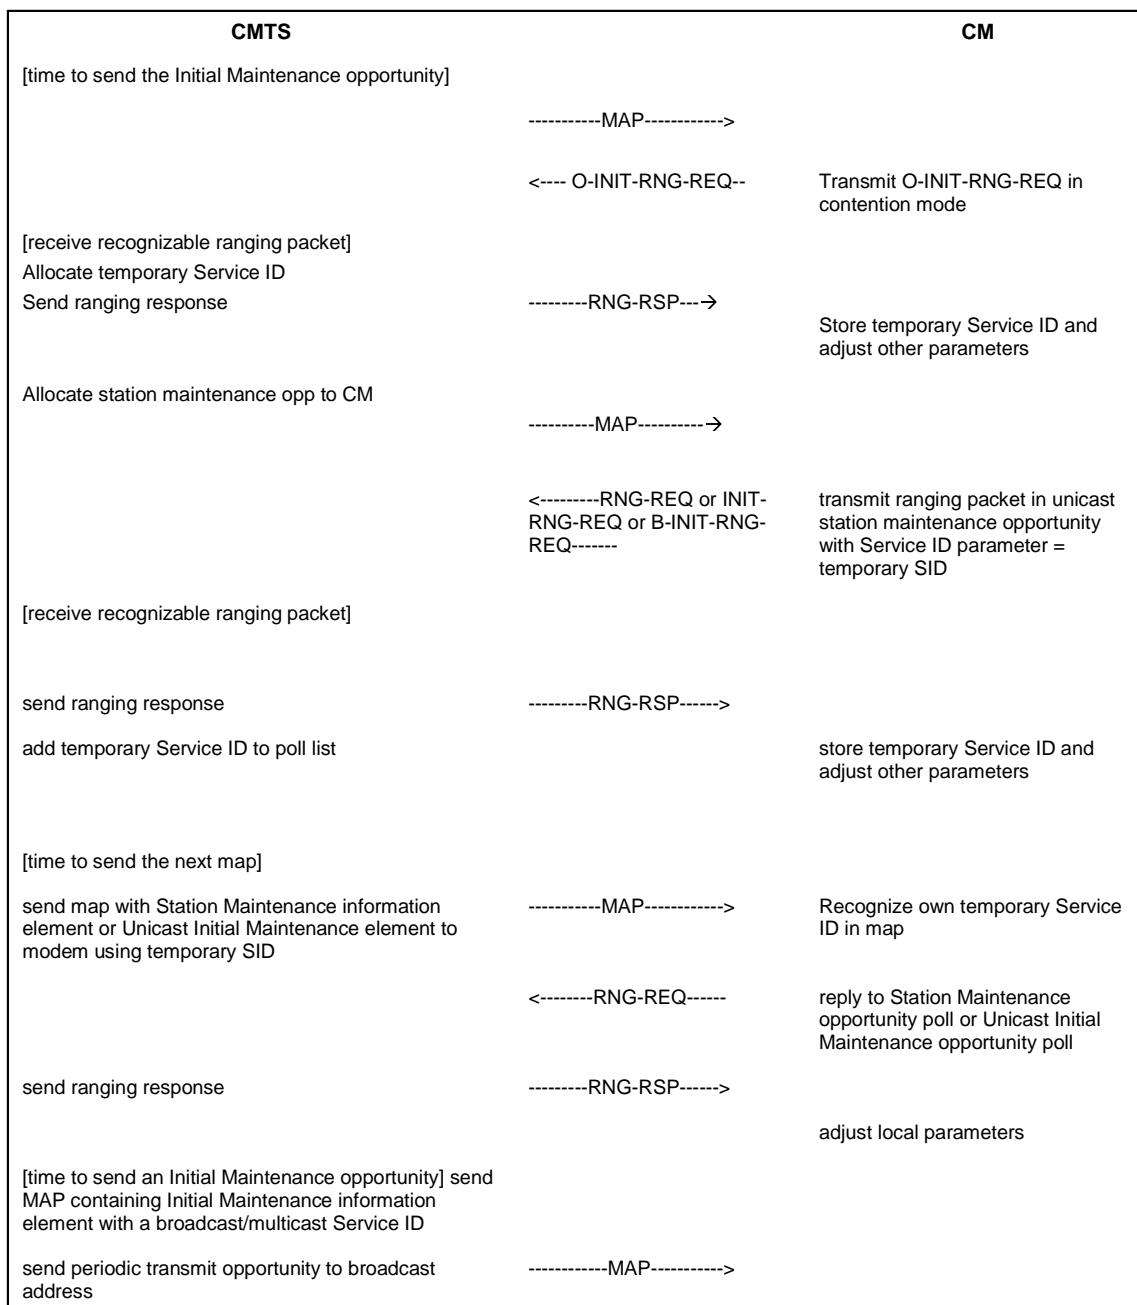 CMTS CM
[time to send the Initial Maintenance opportunity]
-----------MAP------------>
<---- O-INIT-RNG-REQ-- Transmit O-INIT-RNG-REQ in
contention mode
[receive recognizable ranging packet]
Allocate temporary Service ID
Send ranging response ---------RNG-RSP---→
Store temporary Service ID and
adjust other parameters
Allocate station maintenance opp to CM
----------MAP----------→
<---------RNG-REQ or INIT- transmit ranging packet in unicast
RNG-REQ or B-INIT-RNG- station maintenance opportunity
REQ------- with Service ID parameter =
temporary SID
[receive recognizable ranging packet]
send ranging response ---------RNG-RSP------>
add temporary Service ID to poll list store temporary Service ID and
adjust other parameters
[time to send the next map]
send map with Station Maintenance information -----------MAP------------> Recognize own temporary Service
element or Unicast Initial Maintenance element to ID in map
modem using temporary SID
<--------RNG-REQ------ reply to Station Maintenance
opportunity poll or Unicast Initial
Maintenance opportunity poll
send ranging response ---------RNG-RSP------>
adjust local parameters
[time to send an Initial Maintenance opportunity] send
MAP containing Initial Maintenance information
element with a broadcast/multicast Service ID
send periodic transmit opportunity to broadcast ------------MAP----------->
address